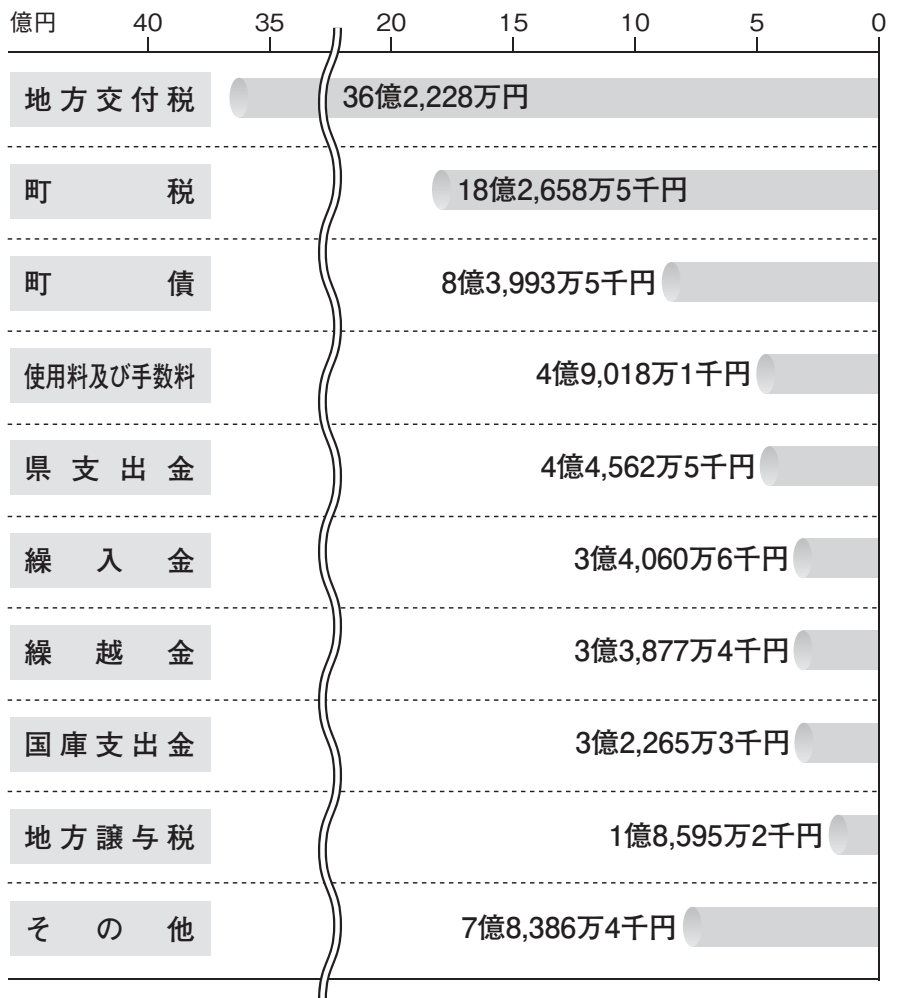 億円 40 35 20 15 10 5 0
地方交付税 36億2,228万円
町税 18億2,658万5千円
町債 8億3,993万5千円
使用料及び手数料 4億9,018万1千円
県支出金 4億4,562万5千円
繰入金 3億4,060万6千円
繰越金 3億3,877万4千円
国庫支出金 3億2,265万3千円
地方譲与税 1億8,595万2千円
その他 7億8,386万4千円